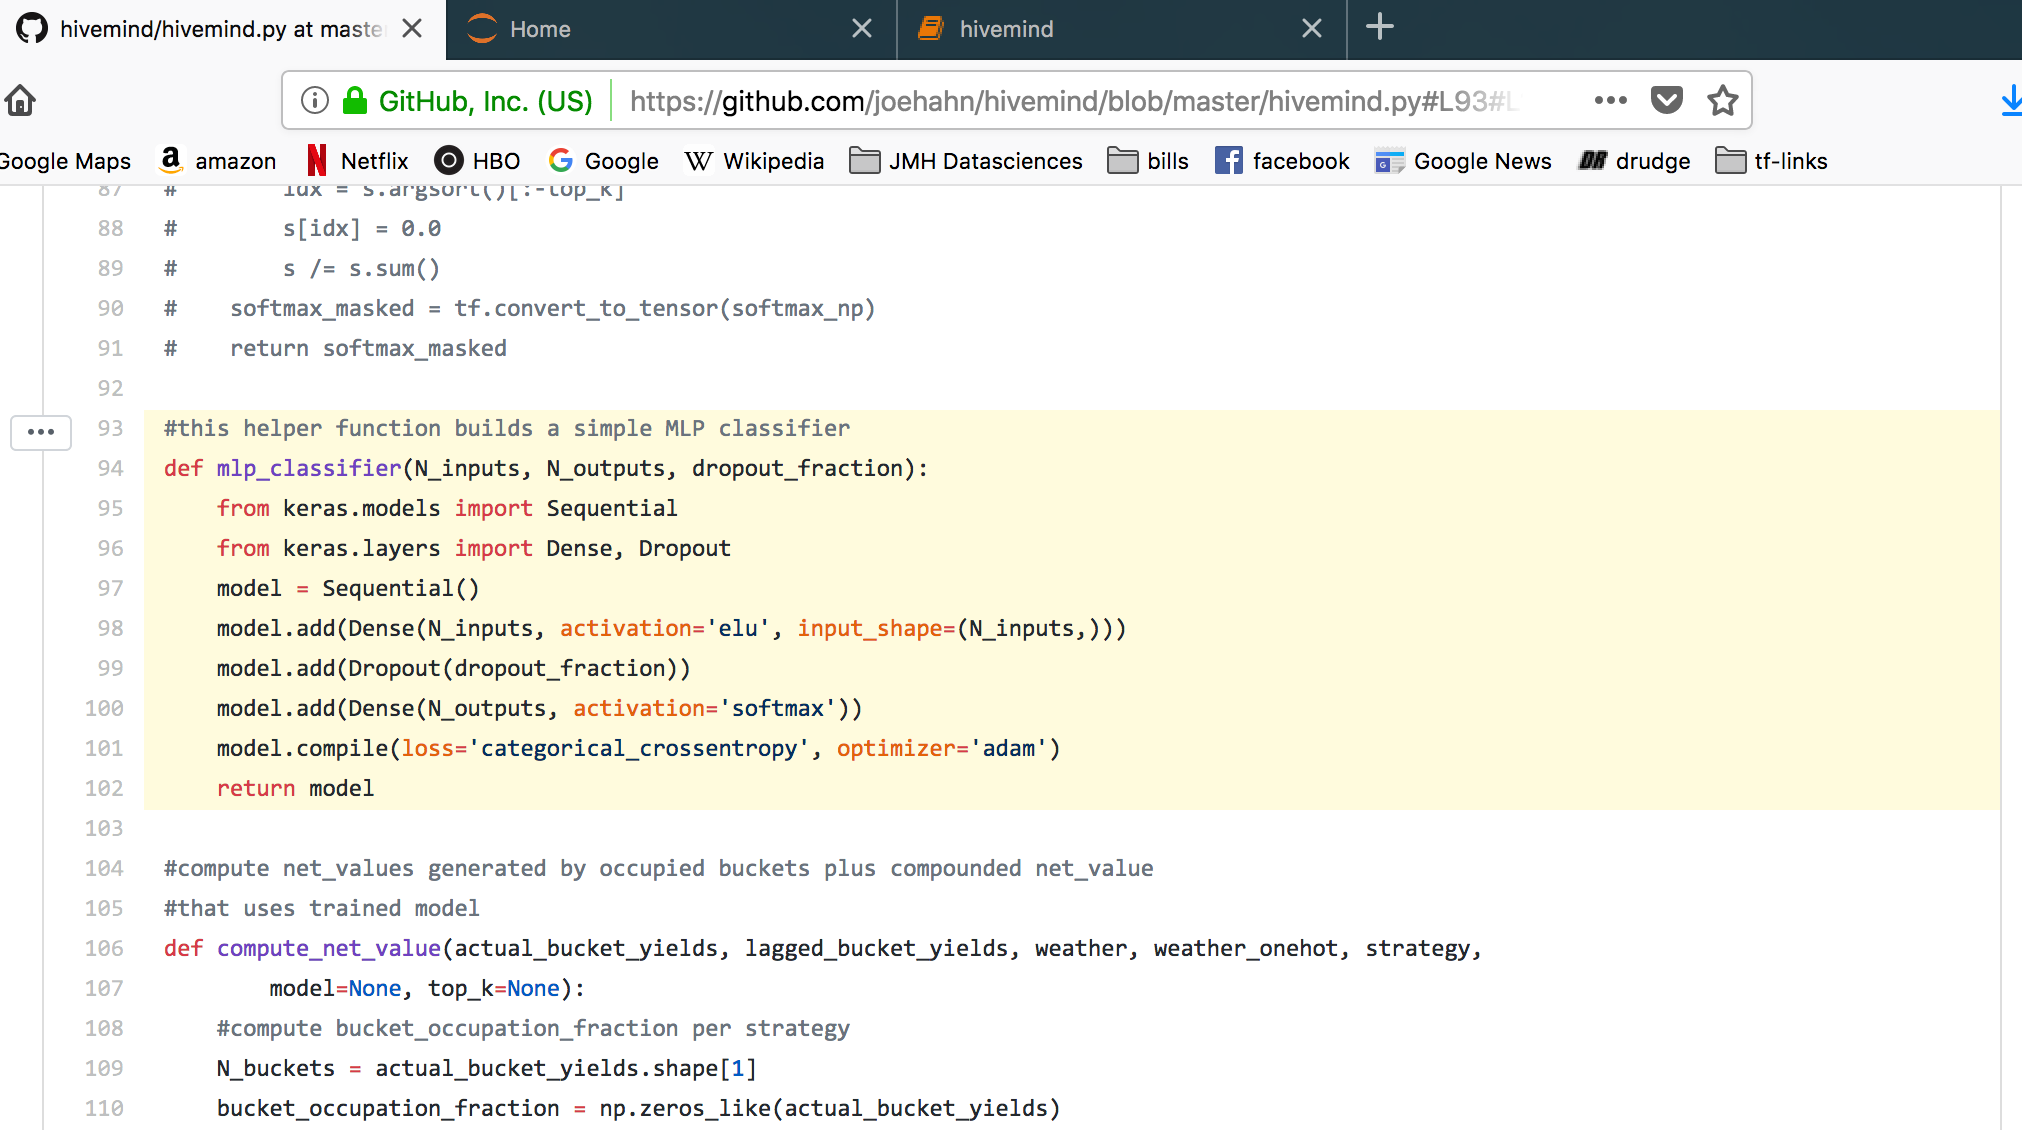 hivemind/hivemind.py at maste
Home
hivemind
GitHub, Inc. (US) https://github.com/joehahn/hivemind/blob/master/hivemind.py#L93#L
Google Maps amazon Netflix HBO Google Wikipedia JMH Datasciences bills facebook Google News DR drudge tf-links
87 #        idx = s.argsort()[:-top_k]
88 #        s[idx] = 0.0
89 #        s /= s.sum()
90 #    softmax_masked = tf.convert_to_tensor(softmax_np)
91 #    return softmax_masked
92
93 #this helper function builds a simple MLP classifier
94 def mlp_classifier(N_inputs, N_outputs, dropout_fraction):
95     from keras.models import Sequential
96     from keras.layers import Dense, Dropout
97     model = Sequential()
98     model.add(Dense(N_inputs, activation='elu', input_shape=(N_inputs,)))
99     model.add(Dropout(dropout_fraction))
100     model.add(Dense(N_outputs, activation='softmax'))
101     model.compile(loss='categorical_crossentropy', optimizer='adam')
102     return model
103
104 #compute net_values generated by occupied buckets plus compounded net_value
105 #that uses trained model
106 def compute_net_value(actual_bucket_yields, lagged_bucket_yields, weather, weather_onehot, strategy,
107         model=None, top_k=None):
108     #compute bucket_occupation_fraction per strategy
109     N_buckets = actual_bucket_yields.shape[1]
110     bucket_occupation_fraction = np.zeros_like(actual_bucket_yields)